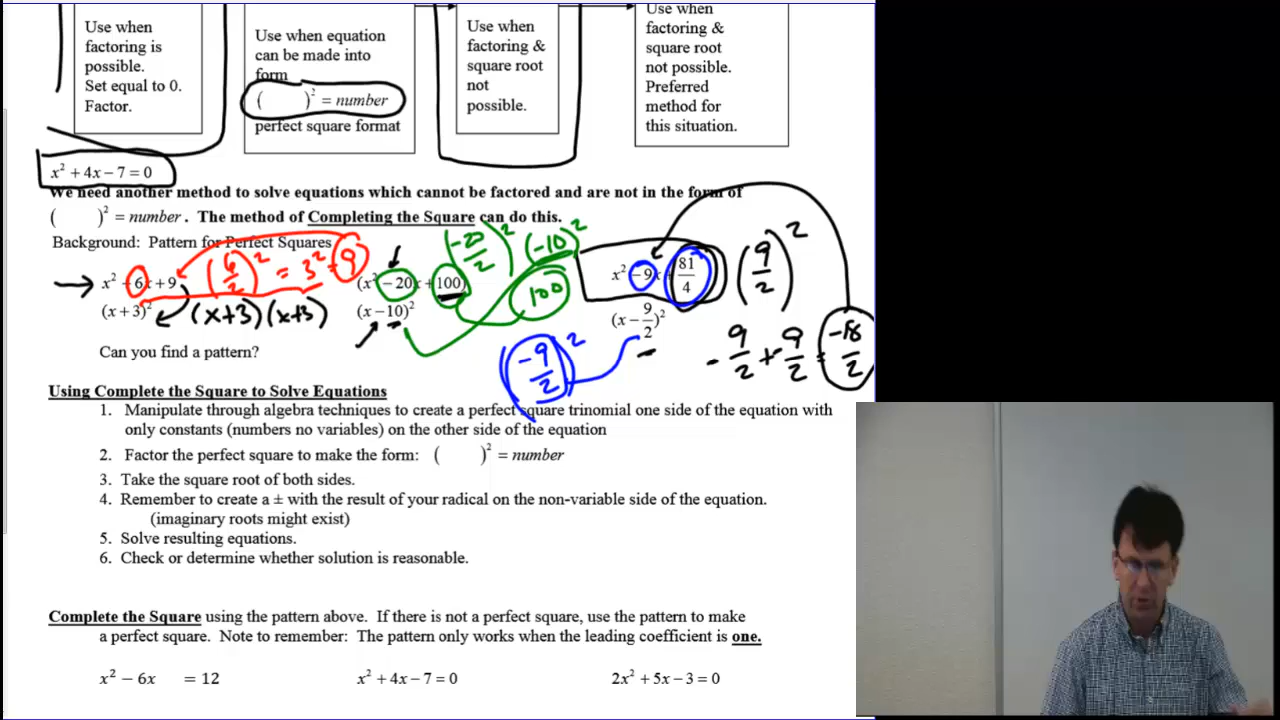 Use when
factoring is
possible.
Set equal to 0.
Factor.
Use when equation
can be made into
form
( )² = number
perfect square format
Use when
factoring &
square root
not
possible.
Use when
factoring &
square root
not possible.
Preferred
method for
this situation.
x² + 4x − 7 = 0
We need another method to solve equations which cannot be factored and are not in the form of
( )² = number. The method of Completing the Square can do this.
Background: Pattern for Perfect Squares
x² + 6x + 9
(6/2)² = 3² = 9
(x + 3)²
(x+3)(x+3)
(x² − 20x + 100)
(-20/2)² (-10)²
100
(x − 10)²
x² − 9x + 81/4
(9/2)²
(x − 9/2)²
(-9/2)²
-9/2 + -9/2 = -18/2
Can you find a pattern?
Using Complete the Square to Solve Equations
1. Manipulate through algebra techniques to create a perfect square trinomial one side of the equation with
only constants (numbers no variables) on the other side of the equation
2. Factor the perfect square to make the form: ( )² = number
3. Take the square root of both sides.
4. Remember to create a ± with the result of your radical on the non-variable side of the equation.
(imaginary roots might exist)
5. Solve resulting equations.
6. Check or determine whether solution is reasonable.
Complete the Square using the pattern above. If there is not a perfect square, use the pattern to make
a perfect square. Note to remember: The pattern only works when the leading coefficient is one.
x² − 6x = 12
x² + 4x − 7 = 0
2x² + 5x − 3 = 0